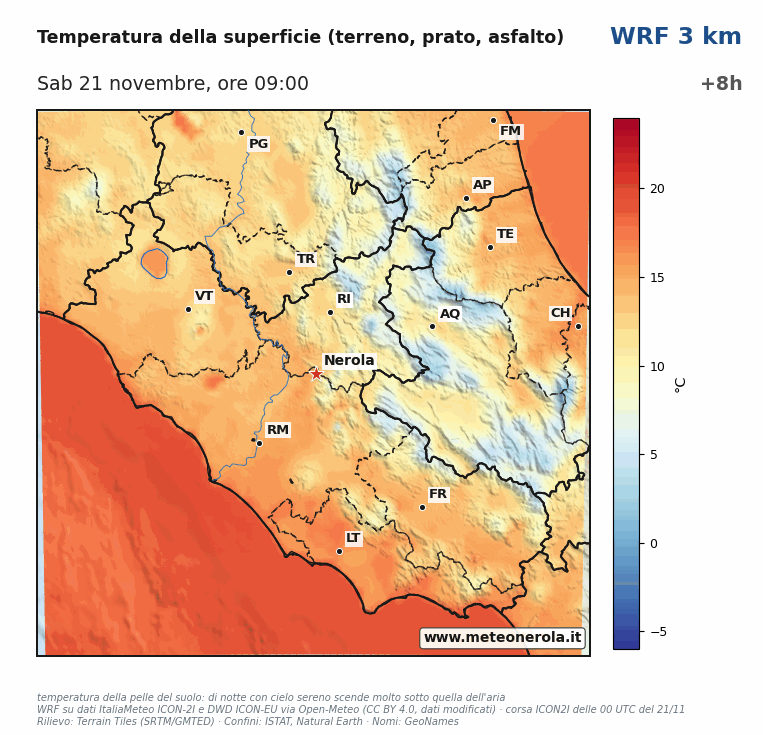 Temperatura della superficie (terreno, prato, asfalto)
WRF 3 km
Sab 21 novembre, ore 09:00
+8h
FM
PG
AP
TE
TR
VT
RI
AQ
CH
Nerola
RM
FR
LT
www.meteonerola.it
20
15
10
5
0
−5
°C
temperatura della pelle del suolo: di notte con cielo sereno scende molto sotto quella dell'aria
WRF su dati ItaliaMeteo ICON-2I e DWD ICON-EU via Open-Meteo (CC BY 4.0, dati modificati) · corsa ICON2I delle 00 UTC del 21/11
Rilievo: Terrain Tiles (SRTM/GMTED) · Confini: ISTAT, Natural Earth · Nomi: GeoNames